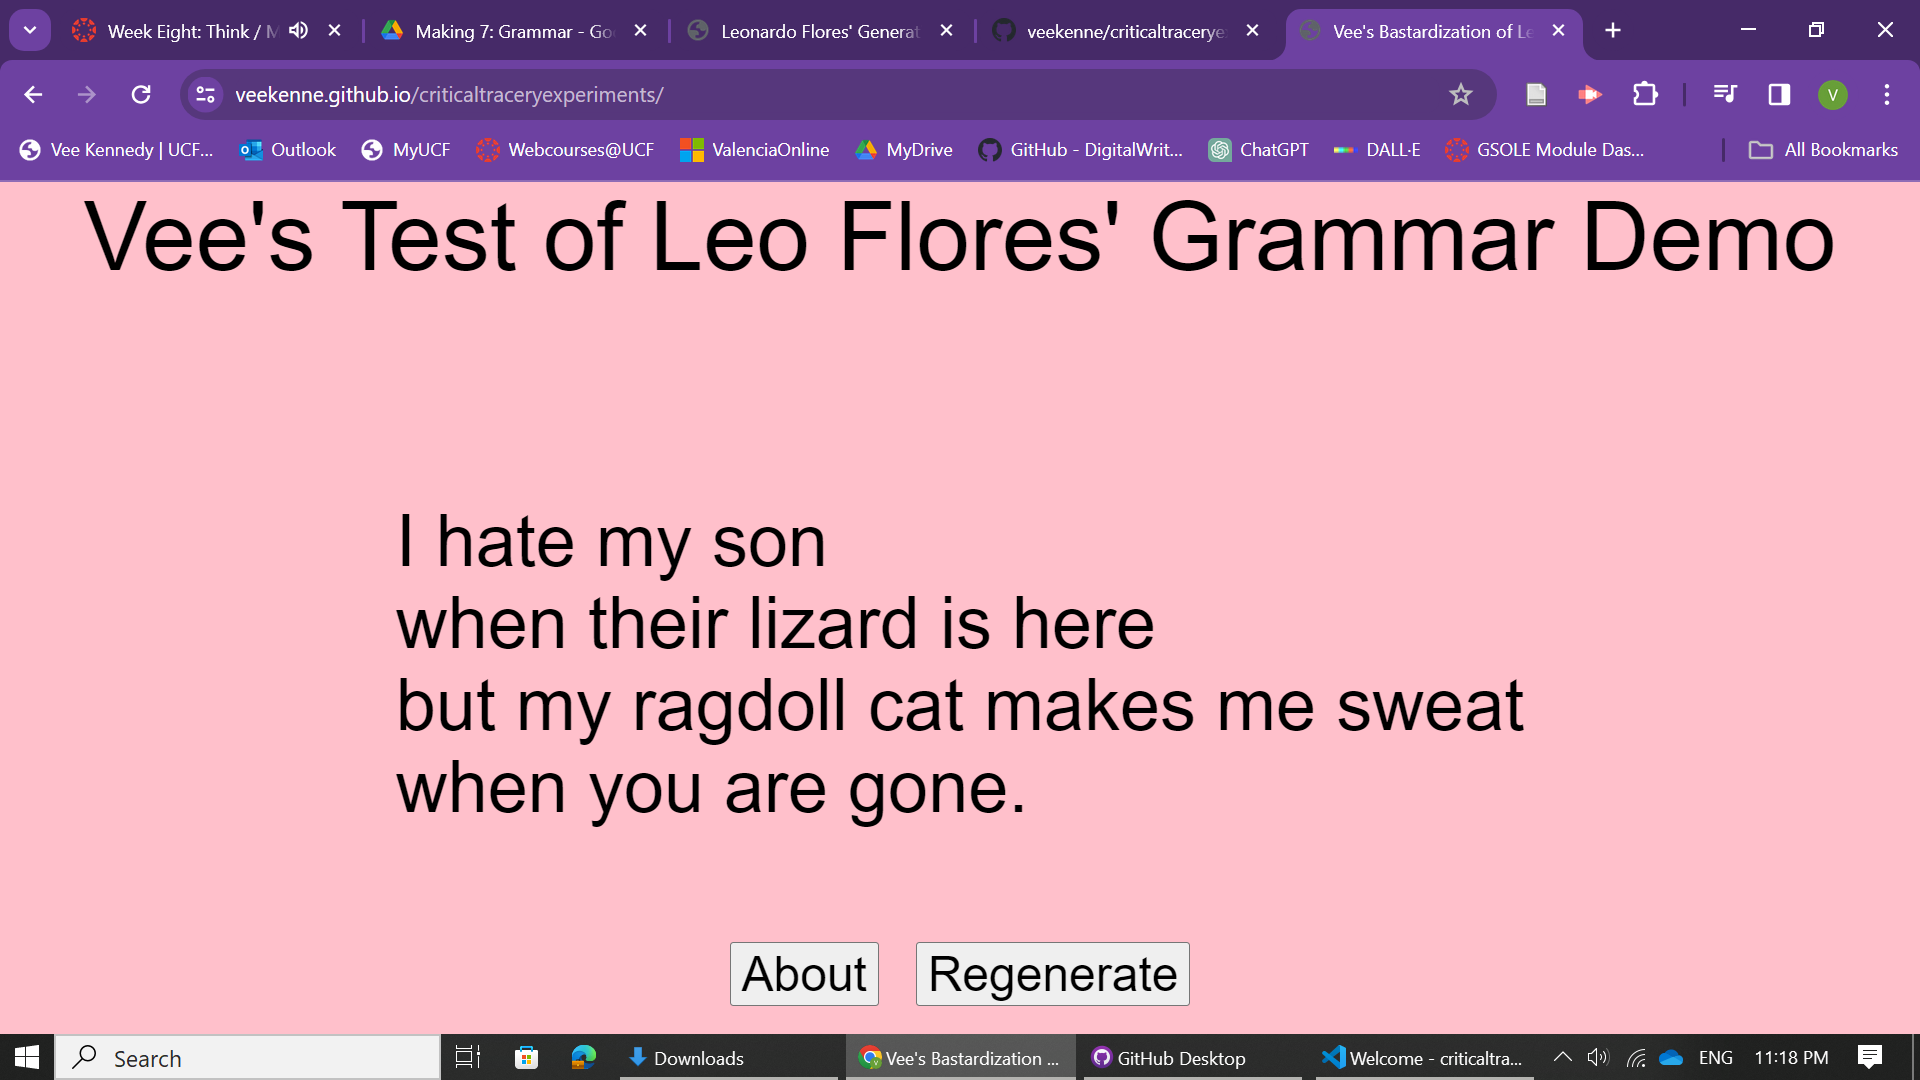 Week Eight: Think / M
Making 7: Grammar - Goo
Leonardo Flores' Generat
veekenne/criticaltracerye
Vee's Bastardization of Le
veekenne.github.io/criticaltraceryexperiments/
V
Vee Kennedy | UCF...
Outlook
MyUCF
Webcourses@UCF
ValenciaOnline
MyDrive
GitHub - DigitalWrit...
ChatGPT
DALL·E
GSOLE Module Das...
All Bookmarks
Vee's Test of Leo Flores' Grammar Demo
I hate my son
when their lizard is here
but my ragdoll cat makes me sweat
when you are gone.
About
Regenerate
Search
Downloads
Vee's Bastardization ...
GitHub Desktop
Welcome - criticaltra...
ENG
11:18 PM